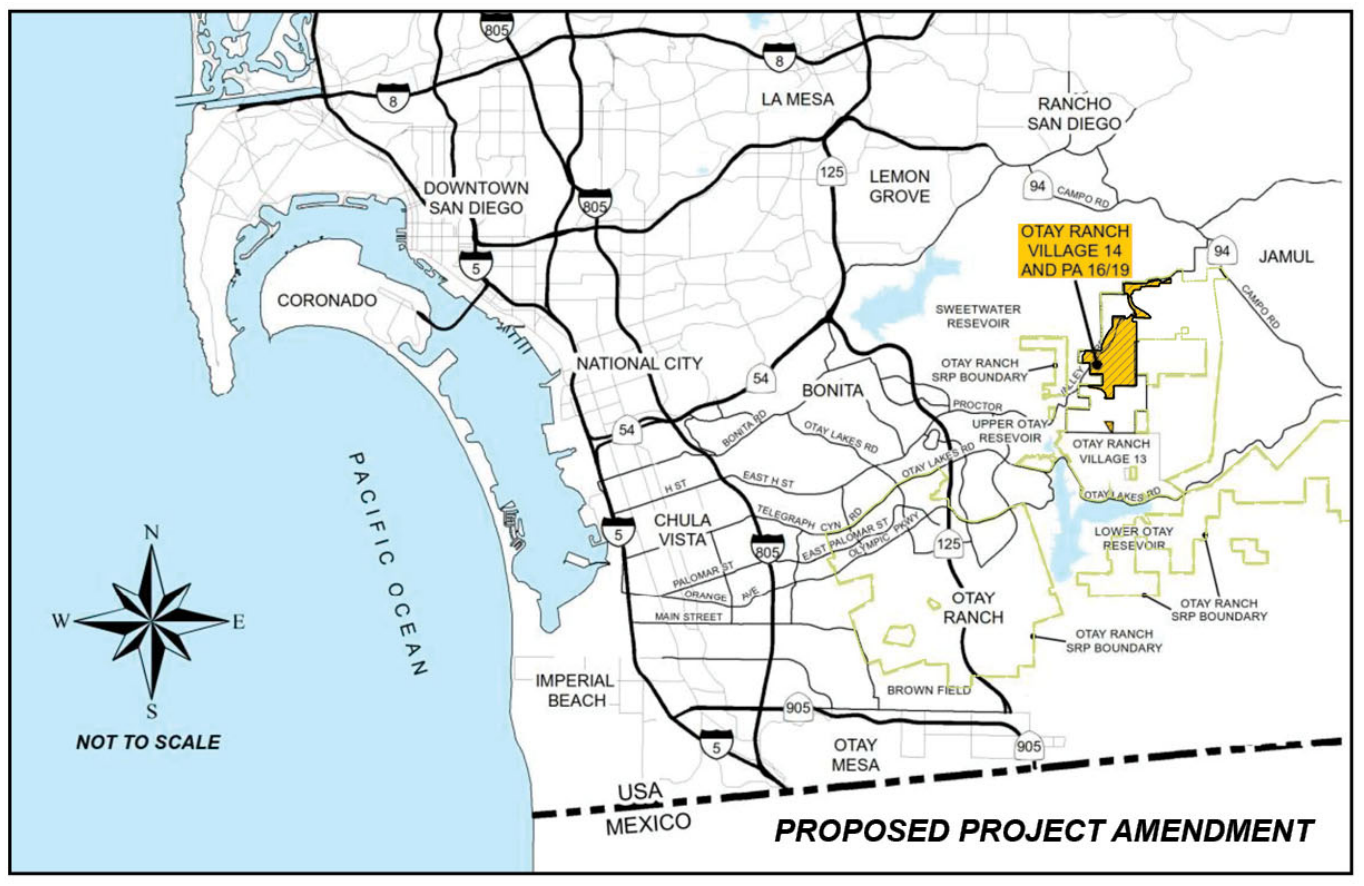 805
8
8
LA MESA
RANCHO
SAN DIEGO
125
LEMON
GROVE
94
CAMPO RD
DOWNTOWN
SAN DIEGO
805
5
OTAY RANCH
VILLAGE 14
AND PA 16/19
94
JAMUL
CAMPO RD
CORONADO
SWEETWATER
RESEVOIR
NATIONAL CITY
OTAY RANCH
SRP BOUNDARY
54
BONITA
PROCTOR
54
BONITA RD
OTAY LAKES RD
UPPER OTAY
RESEVOIR
OTAY RANCH
VILLAGE 13
OTAY LAKES RD
H ST
EAST H ST
OTAY LAKES RD
PACIFIC OCEAN
CHULA
VISTA
TELEGRAPH CYN RD
EAST PALOMAR ST
OLYMPIC PKWY
5
805
125
LOWER OTAY
RESEVOIR
PALOMAR ST
ORANGE AVE
MAIN STREET
OTAY
RANCH
OTAY RANCH
SRP BOUNDARY
OTAY RANCH
SRP BOUNDARY
N
W
E
S
NOT TO SCALE
IMPERIAL
BEACH
BROWN FIELD
905
5
OTAY
MESA
905
USA
MEXICO
PROPOSED PROJECT AMENDMENT